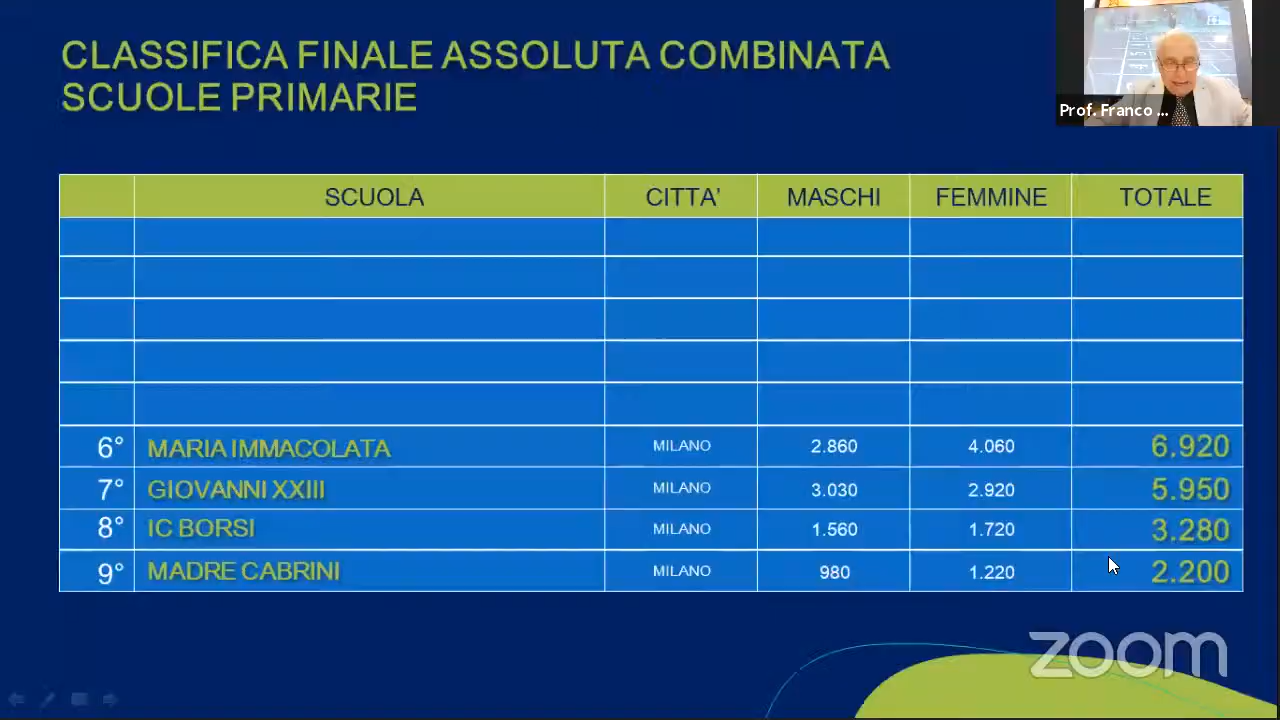 CLASSIFICA FINALE ASSOLUTA COMBINATA
SCUOLE PRIMARIE
Prof. Franco ...
SCUOLA CITTA' MASCHI FEMMINE TOTALE
6° MARIA IMMACOLATA MILANO 2.860 4.060 6.920
7° GIOVANNI XXIII MILANO 3.030 2.920 5.950
8° IC BORSI MILANO 1.560 1.720 3.280
9° MADRE CABRINI MILANO 980 1.220 2.200
zoom